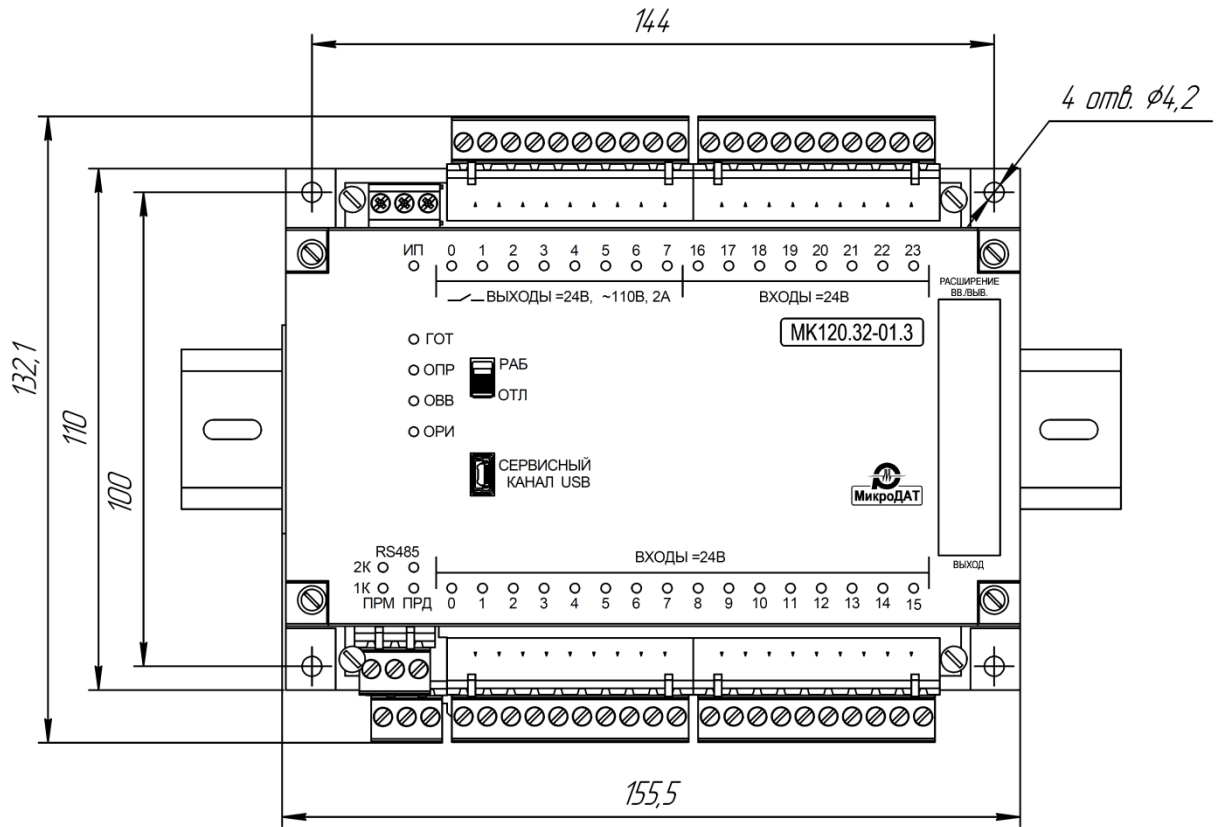 144
4 отв. ϕ4,2
132,1
110
100
ИП 0 1 2 3 4 5 6 7 16 17 18 19 20 21 22 23
ВЫХОДЫ =24В, ~110В, 2А
ВХОДЫ =24В
РАСШИРЕНИЕ
ВВ./ВЫВ.
МК120.32-01.3
ГОТ
ОПР
ОВВ
ОРИ
РАБ
ОТЛ
СЕРВИСНЫЙ
КАНАЛ USB
МикроДАТ
ВЫХОД
RS485
2К
1К
ПРМ ПРД
ВХОДЫ =24В
0 1 2 3 4 5 6 7 8 9 10 11 12 13 14 15
155,5